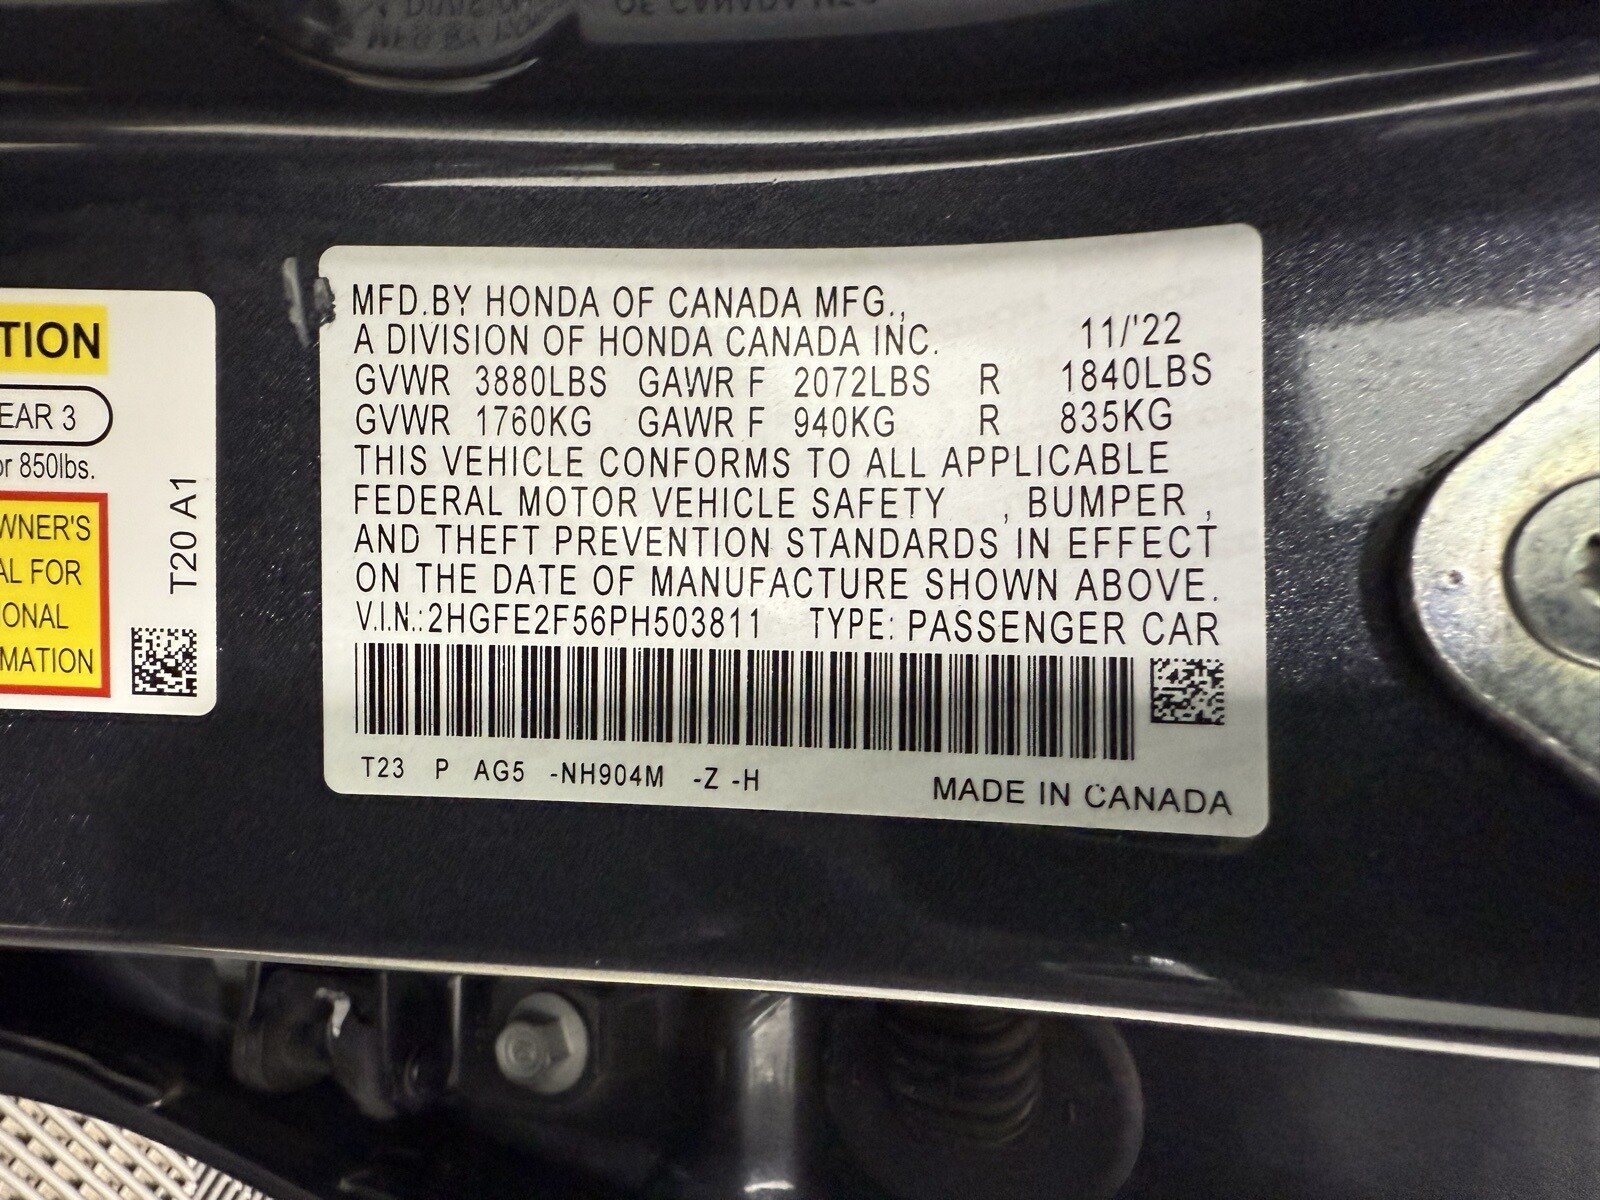 TION
EAR 3
or 850lbs.
WNER'S
AL FOR
IONAL
MATION
T20 A1
MFD.BY HONDA OF CANADA MFG.,
A DIVISION OF HONDA CANADA INC. 11/'22
GVWR 3880LBS GAWR F 2072LBS R 1840LBS
GVWR 1760KG GAWR F 940KG R 835KG
THIS VEHICLE CONFORMS TO ALL APPLICABLE
FEDERAL MOTOR VEHICLE SAFETY , BUMPER ,
AND THEFT PREVENTION STANDARDS IN EFFECT
ON THE DATE OF MANUFACTURE SHOWN ABOVE.
V.I.N.: 2HGFE2F56PH503811 TYPE: PASSENGER CAR
T23 P AG5 -NH904M -Z -H
MADE IN CANADA